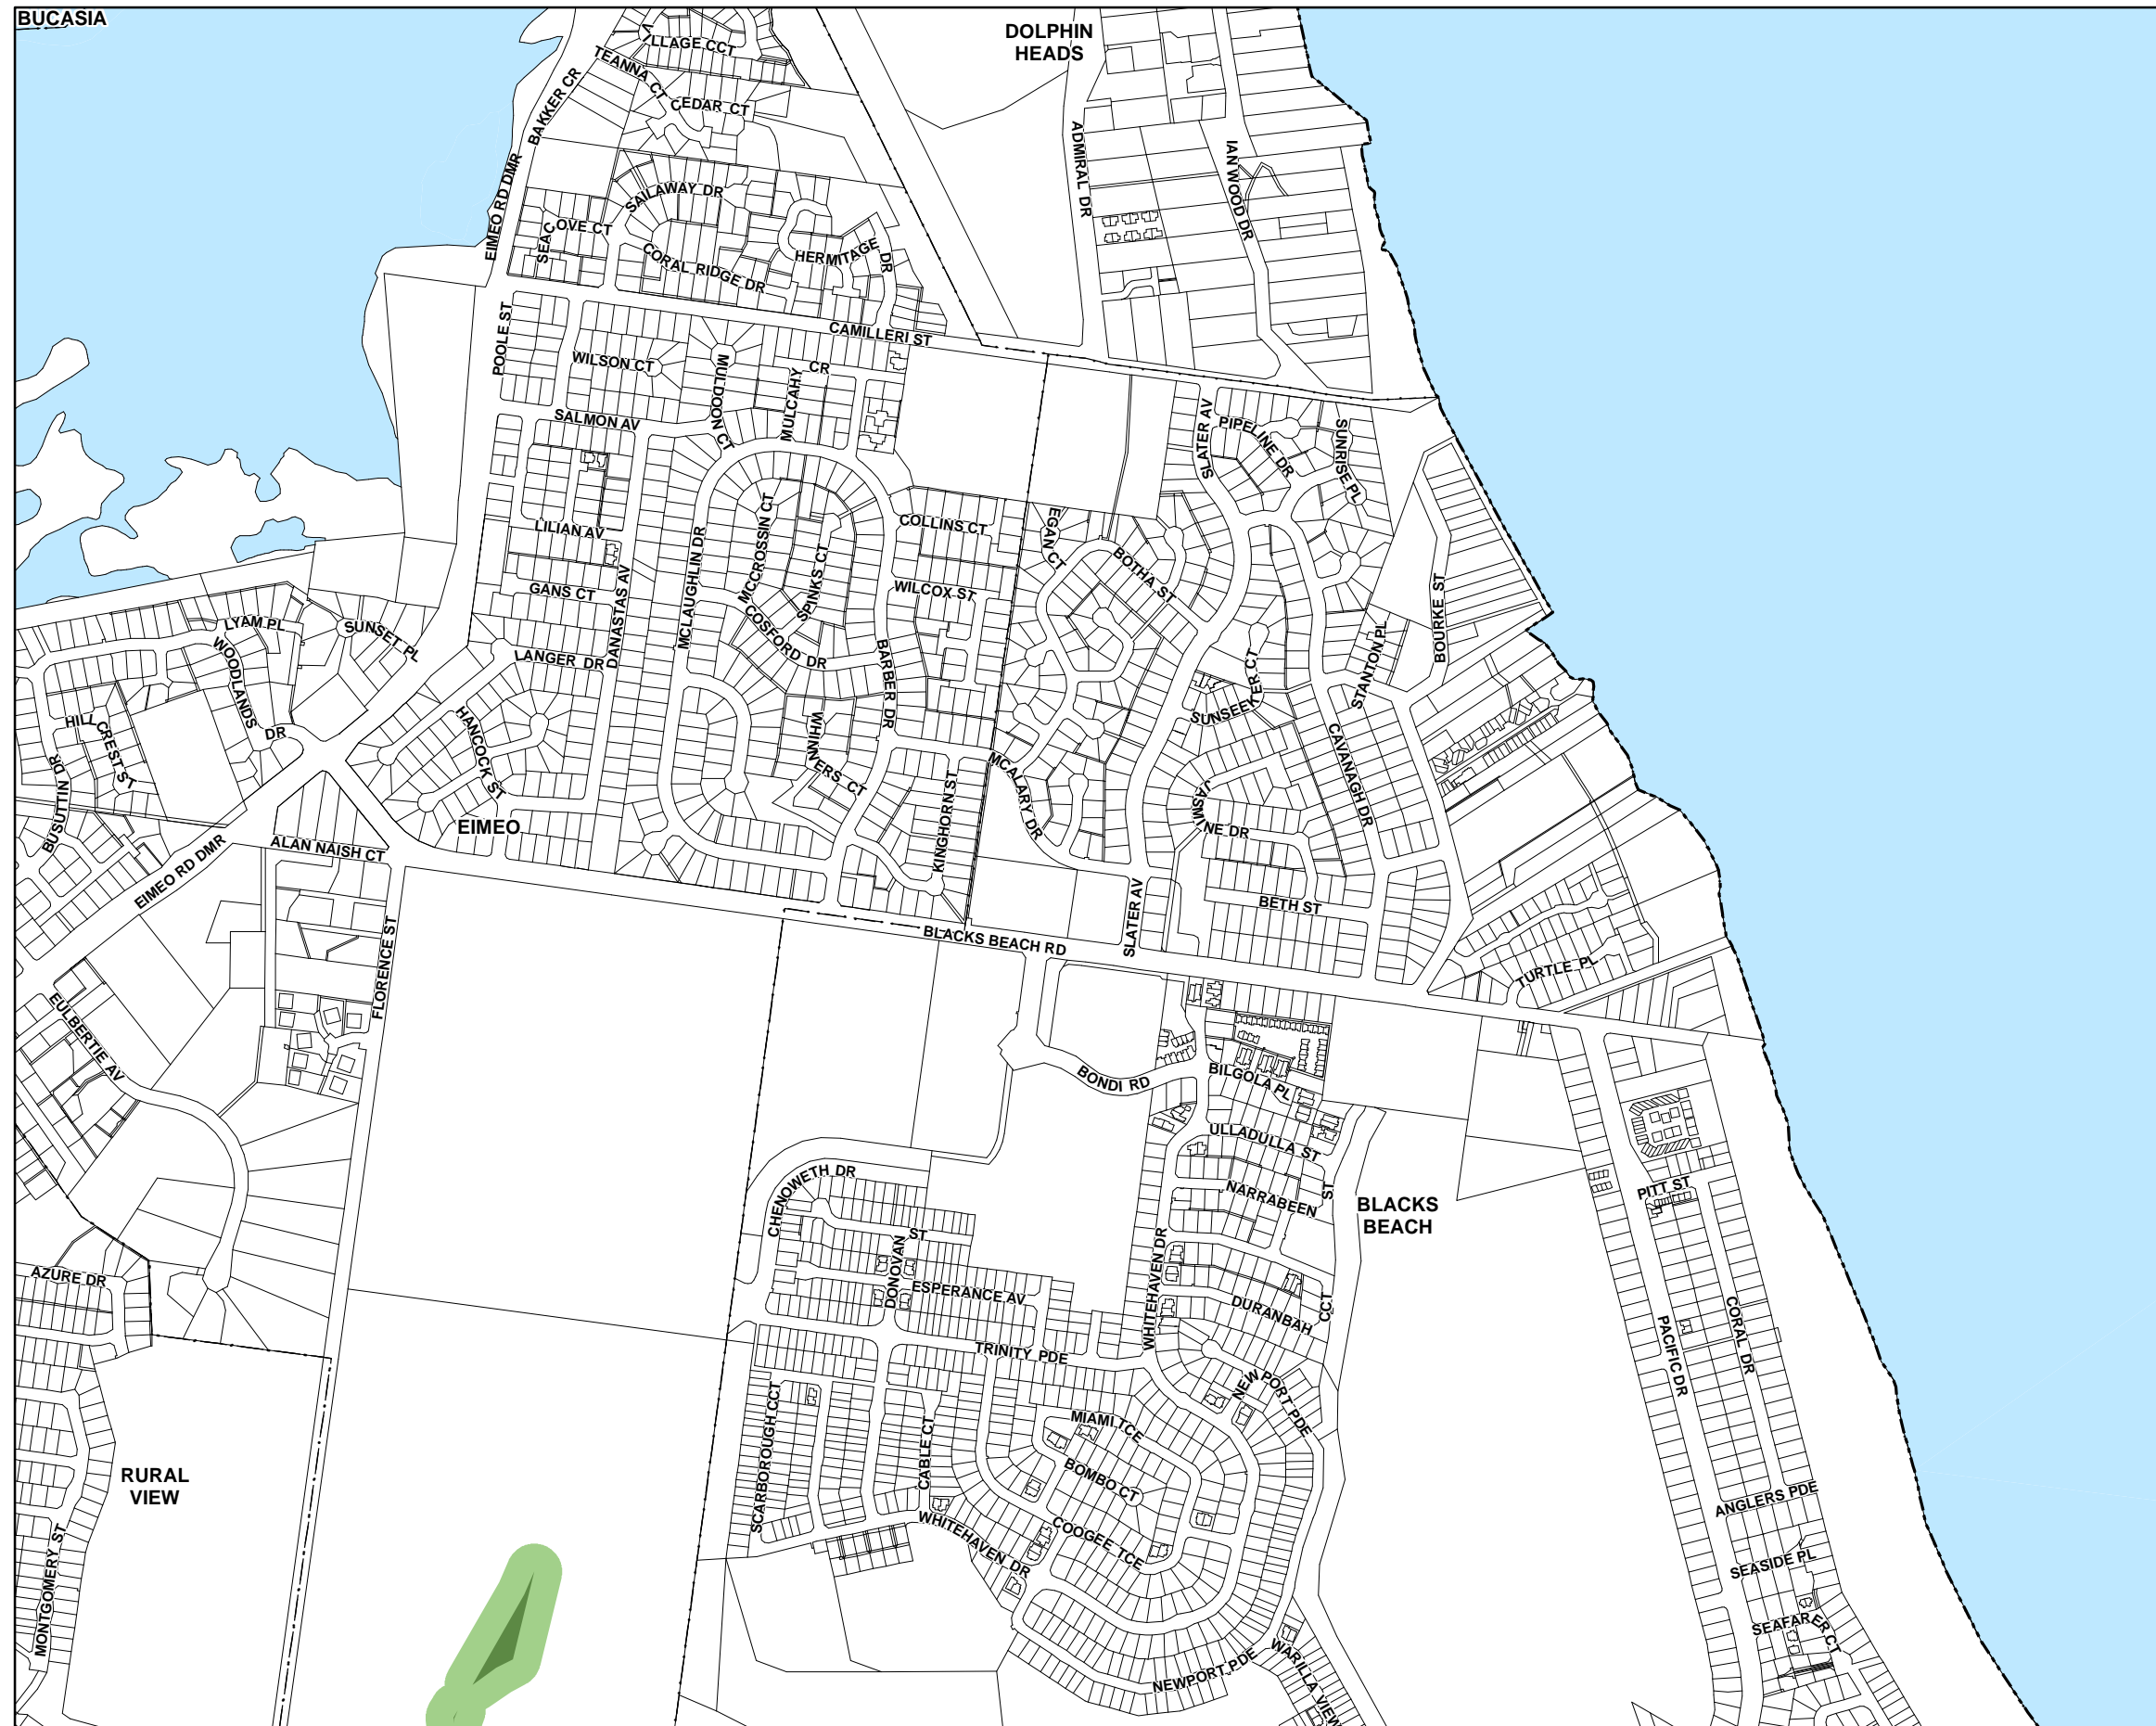 BUCASIA
DOLPHIN
HEADS
VILLAGE CCT
TEANNA CT
CEDAR CT
BAKKER CR
EIMEO RD DMR
ADMIRAL DR
IAN WOOD DR
SAILAWAY DR
SEACOVE CT
CORAL RIDGE DR
HERMITAGE DR
CAMILLERI ST
POOLE ST
WILSON CT
MULDOON CT
MULCAHY CR
SALMON AV
SLATER AV
PIPELINE DR
SUNRISE PL
LILIAN AV
MCLAUGHLIN DR
MCCROSSIN CT
SPINKS CT
COLLINS CT
EGAN CT
BOTHA ST
GANS CT
DANASTAS AV
WILCOX ST
BOURKE ST
LYAM PL
SUNSET PL
WOODLANDS DR
LANGER DR
COSFORD DR
BARBER DR
STANTON PL
SUNSEEKER CT
HILLCREST ST
BUSUTTIN DR
HANCOCK ST
WHINNVERS CT
MCALARY DR
KINGHORN ST
CAVANAGH DR
JASMINE DR
EIMEO
ALAN NAISH CT
EIMEO RD DMR
FLORENCE ST
BLACKS BEACH RD
SLATER AV
BETH ST
TURTLE PL
EULBERTIE AV
BONDI RD
BILGOLA PL
ULLADULLA ST
NARRABEEN ST
BLACKS
BEACH
PITT ST
CHENOWETH DR
DONOVAN ST
ESPERANCE AV
WHITEHAVEN DR
DURANBAH CCT
AZURE DR
TRINITY PDE
PACIFIC DR
CORAL DR
SCARBOROUGH CCT
CABLE CT
MIAMI TCE
NEWPORT PDE
BOMBO CT
COOGEE TCE
WHITEHAVEN DR
RURAL
VIEW
MONTGOMERY ST
ANGLERS PDE
SEASIDE PL
SEAFARER CT
NEWPORT PDE
WARILLA VIEW